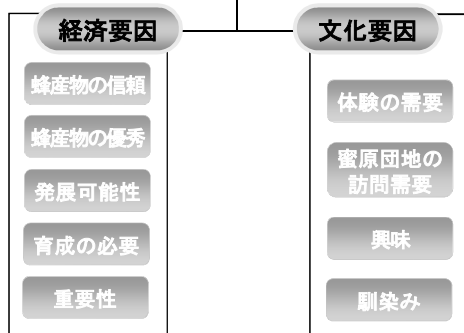 経済要因
蜂産物の信頼
蜂産物の優秀
発展可能性
育成の必要
重要性
文化要因
体験の需要
蜜原団地の
訪問需要
興味
馴染み